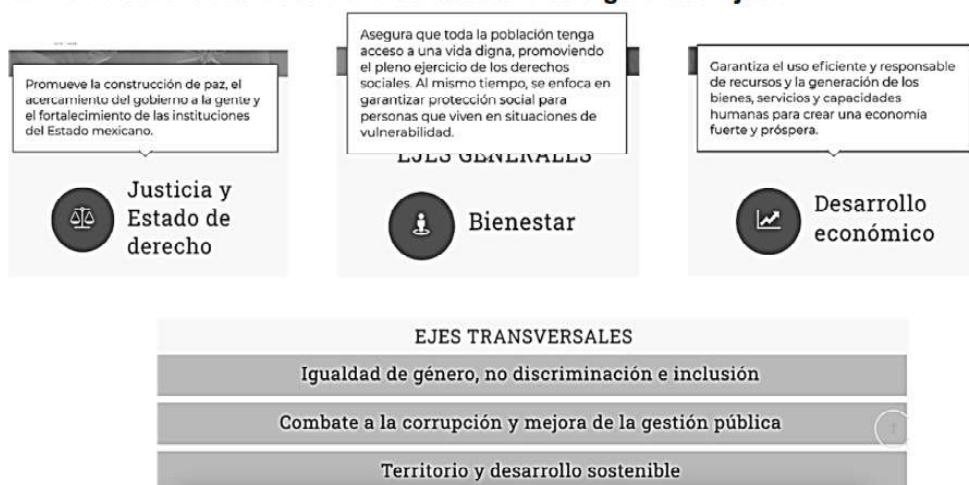 Promueve la construcción de paz, el
acercamiento del gobierno a la gente y
el fortalecimiento de las instituciones
del Estado mexicano.
Justicia y
Estado de
derecho
Asegura que toda la población tenga
acceso a una vida digna, promoviendo
el pleno ejercicio de los derechos
sociales. Al mismo tiempo, se enfoca en
garantizar protección social para
personas que viven en situaciones de
vulnerabilidad.
EJES GENERALES
Bienestar
Garantiza el uso eficiente y responsable
de recursos y la generación de los
bienes, servicios y capacidades
humanas para crear una economía
fuerte y próspera.
Desarrollo
económico
EJES TRANSVERSALES
Igualdad de género, no discriminación e inclusión
Combate a la corrupción y mejora de la gestión pública
Territorio y desarrollo sostenible